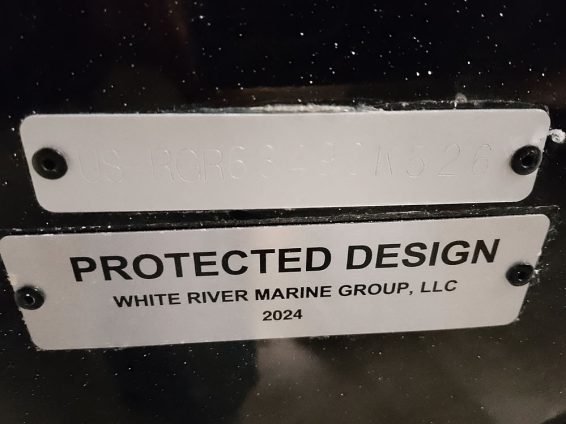 PROTECTED DESIGN
WHITE RIVER MARINE GROUP, LLC
2024